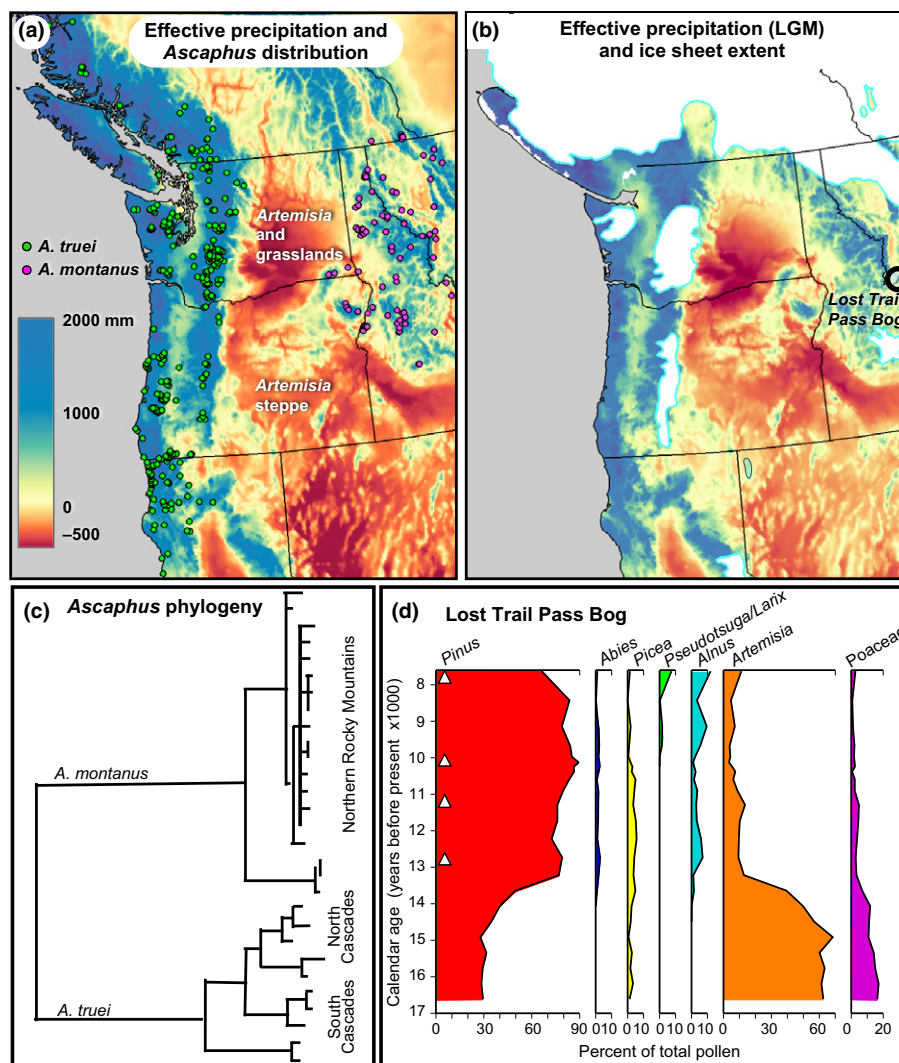 (a)
Effective precipitation and
Ascaphus distribution
Artemisia
and
grasslands
A. truei
A. montanus
2000 mm
1000
0
−500
Artemisia
steppe
(b)
Effective precipitation (LGM)
and ice sheet extent
Lost Trail
Pass Bog
(c)
Ascaphus phylogeny
A. montanus
Northern Rocky Mountains
North
Cascades
South
Cascades
A. truei
(d)
Lost Trail Pass Bog
Pinus
Abies
Picea
Pseudotsuga/Larix
Alnus
Artemisia
Poaceae
Calendar age (years before present x1000)
8
9
10
11
12
13
14
15
16
17
0 30 60 90 0 10 0 10 0 10 0 10 0 30 60 0 20
Percent of total pollen